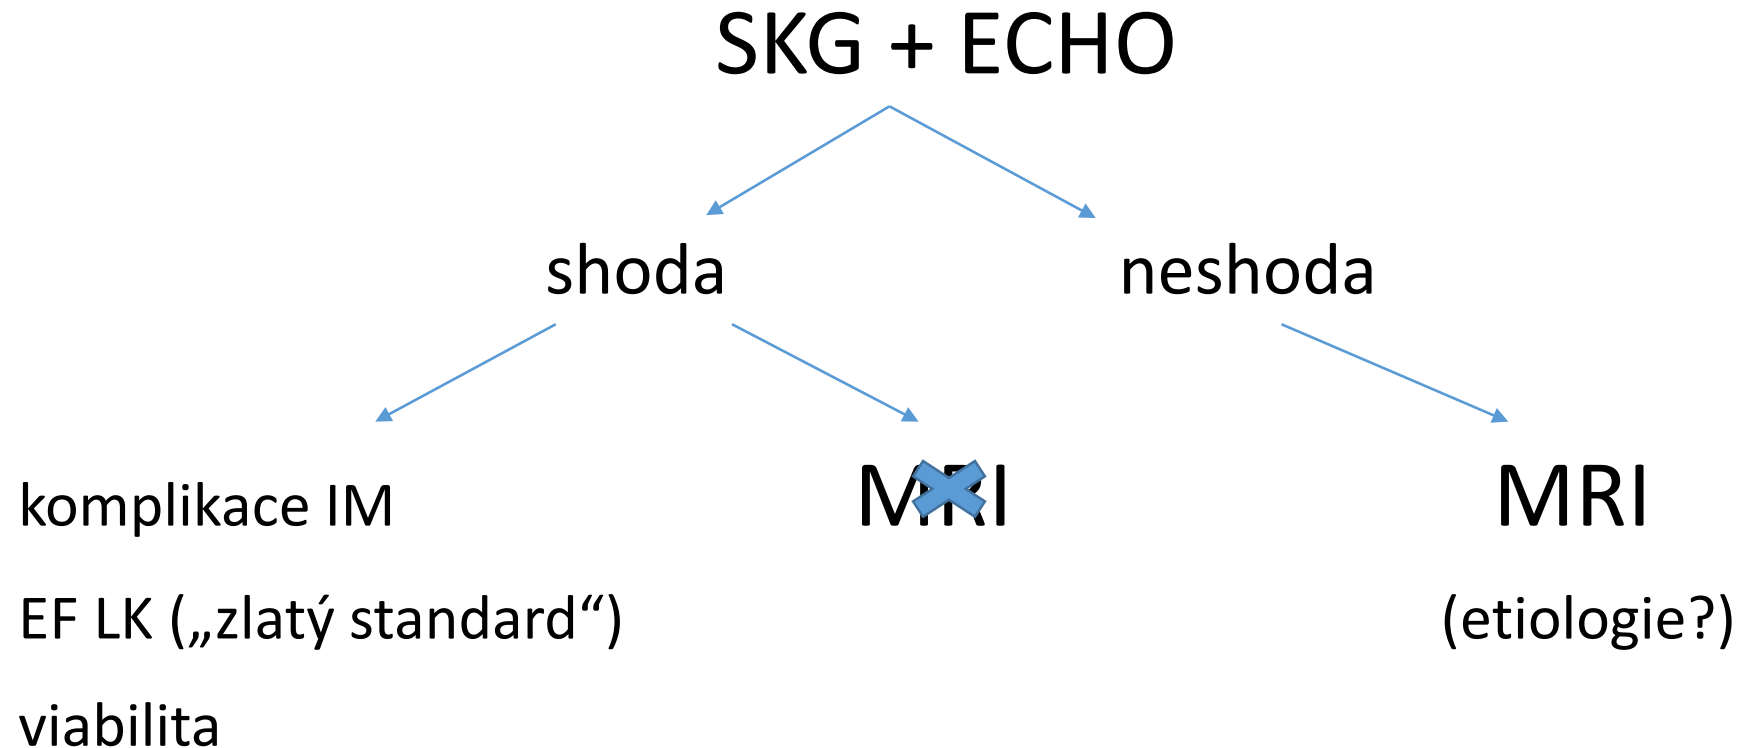 SKG + ECHO
shoda
neshoda
komplikace IM
MRI
MRI
EF LK („zlatý standard“)
(etiologie?)
viabilita